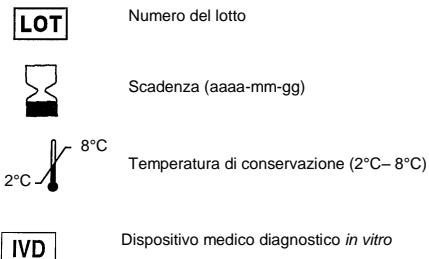 LOT Numero del lotto
Scadenza (aaaa-mm-gg)
8°C
2°C Temperatura di conservazione (2°C– 8°C)
IVD Dispositivo medico diagnostico in vitro